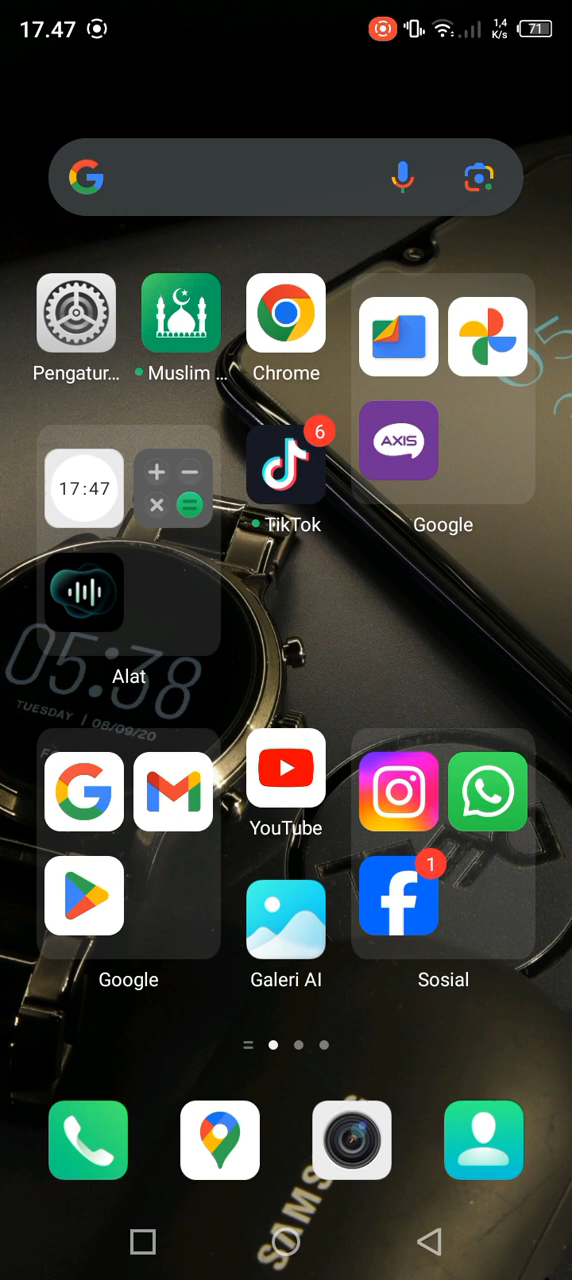 17.47
1,4
K/s
71
Pengatur...
Muslim ...
Chrome
AXIS
6
17:47
TikTok
Google
05:38
TUESDAY | 08/09/20
Alat
YouTube
1
Google
Galeri AI
Sosial
SAMS